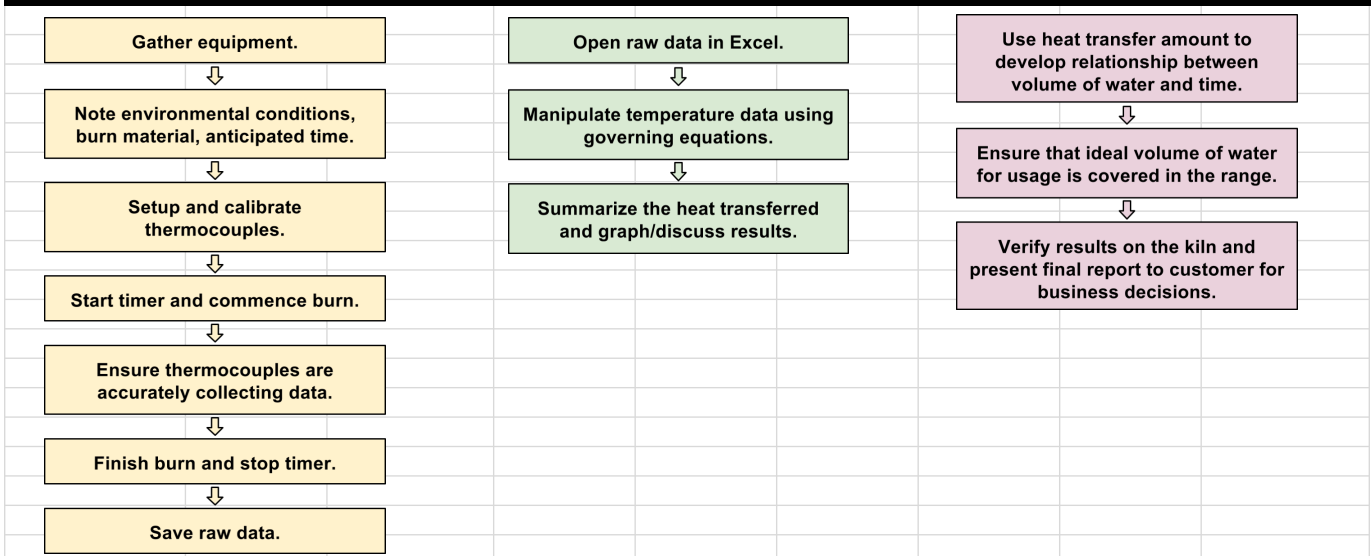 Gather equipment.
Note environmental conditions,
burn material, anticipated time.
Setup and calibrate
thermocouples.
Start timer and commence burn.
Ensure thermocouples are
accurately collecting data.
Finish burn and stop timer.
Save raw data.
Open raw data in Excel.
Manipulate temperature data using
governing equations.
Summarize the heat transferred
and graph/discuss results.
Use heat transfer amount to
develop relationship between
volume of water and time.
Ensure that ideal volume of water
for usage is covered in the range.
Verify results on the kiln and
present final report to customer for
business decisions.